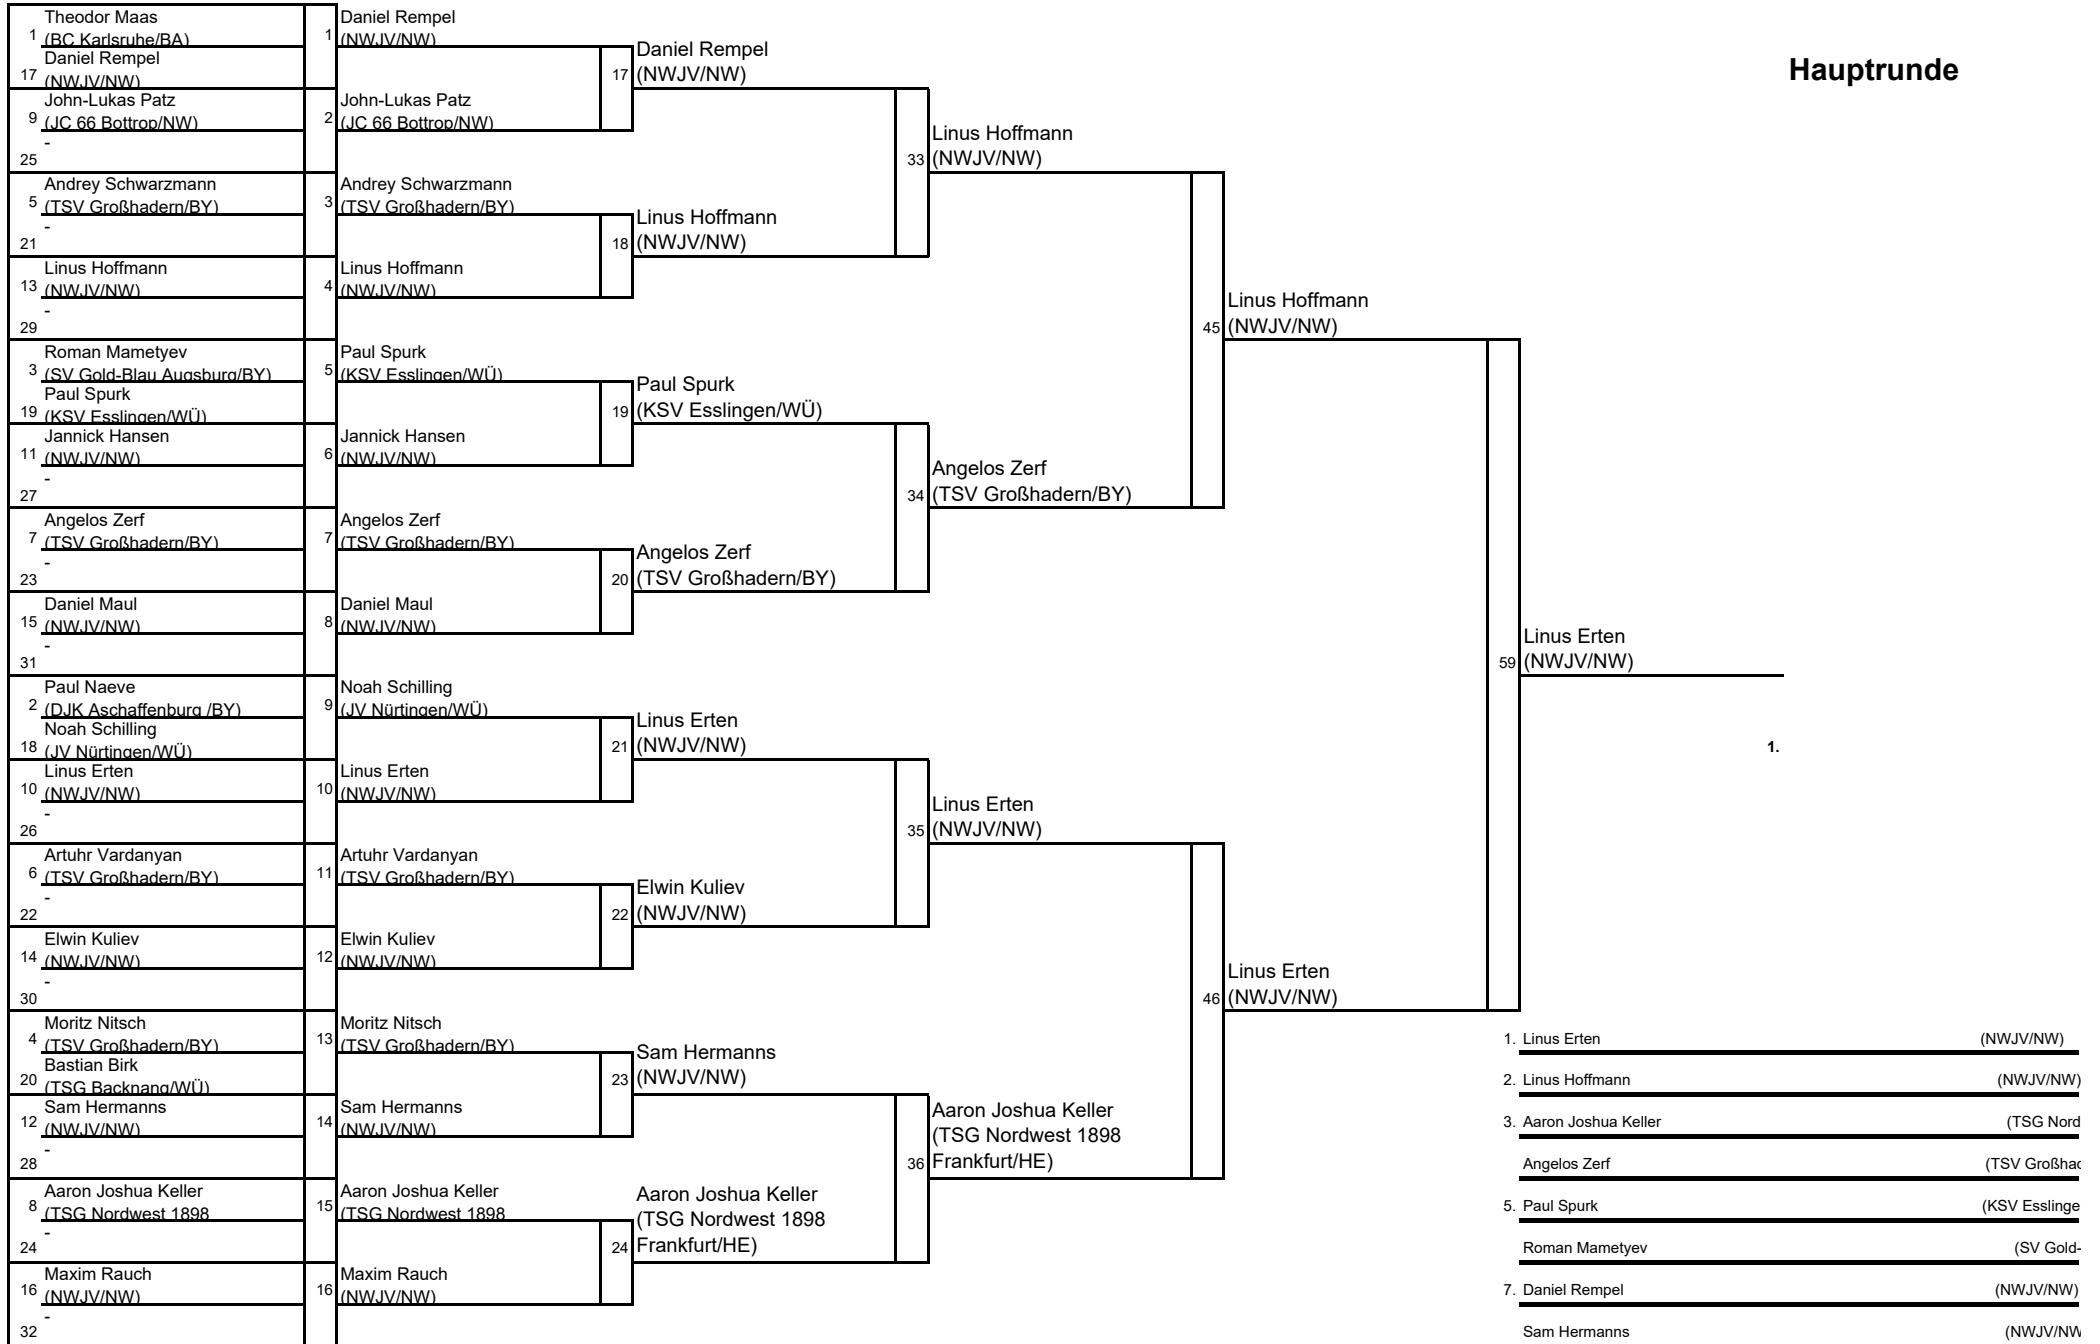 Hauptrunde
1 Theodor Maas
(BC Karlsruhe/BA)
17 Daniel Rempel
(NWJV/NW)
9 John-Lukas Patz
(JC 66 Bottrop/NW)
25 -
5 Andrey Schwarzmann
(TSV Großhadern/BY)
21 -
13 Linus Hoffmann
(NWJV/NW)
29 -
3 Roman Mametyev
(SV Gold-Blau Augsburg/BY)
19 Paul Spurk
(KSV Esslingen/WÜ)
11 Jannick Hansen
(NWJV/NW)
27 -
7 Angelos Zerf
(TSV Großhadern/BY)
23 -
15 Daniel Maul
(NWJV/NW)
31 -
2 Paul Naeve
(DJK Aschaffenburg /BY)
18 Noah Schilling
(JV Nürtingen/WÜ)
10 Linus Erten
(NWJV/NW)
26 -
6 Artuhr Vardanyan
(TSV Großhadern/BY)
22 -
14 Elwin Kuliev
(NWJV/NW)
30 -
4 Moritz Nitsch
(TSV Großhadern/BY)
20 Bastian Birk
(TSG Backnang/WÜ)
12 Sam Hermanns
(NWJV/NW)
28 -
8 Aaron Joshua Keller
(TSG Nordwest 1898
24 -
16 Maxim Rauch
(NWJV/NW)
32 -
1 Daniel Rempel
(NWJV/NW)
2 John-Lukas Patz
(JC 66 Bottrop/NW)
3 Andrey Schwarzmann
(TSV Großhadern/BY)
4 Linus Hoffmann
(NWJV/NW)
5 Paul Spurk
(KSV Esslingen/WÜ)
6 Jannick Hansen
(NWJV/NW)
7 Angelos Zerf
(TSV Großhadern/BY)
8 Daniel Maul
(NWJV/NW)
9 Noah Schilling
(JV Nürtingen/WÜ)
10 Linus Erten
(NWJV/NW)
11 Artuhr Vardanyan
(TSV Großhadern/BY)
12 Elwin Kuliev
(NWJV/NW)
13 Moritz Nitsch
(TSV Großhadern/BY)
14 Sam Hermanns
(NWJV/NW)
15 Aaron Joshua Keller
(TSG Nordwest 1898
16 Maxim Rauch
(NWJV/NW)
Daniel Rempel
17 (NWJV/NW)
Linus Hoffmann
18 (NWJV/NW)
Paul Spurk
19 (KSV Esslingen/WÜ)
Angelos Zerf
20 (TSV Großhadern/BY)
Linus Erten
21 (NWJV/NW)
Elwin Kuliev
22 (NWJV/NW)
Sam Hermanns
23 (NWJV/NW)
Aaron Joshua Keller
(TSG Nordwest 1898
24 Frankfurt/HE)
Linus Hoffmann
33 (NWJV/NW)
Angelos Zerf
34 (TSV Großhadern/BY)
Linus Erten
35 (NWJV/NW)
Aaron Joshua Keller
(TSG Nordwest 1898
36 Frankfurt/HE)
Linus Hoffmann
45 (NWJV/NW)
Linus Erten
46 (NWJV/NW)
Linus Erten
59 (NWJV/NW)
1.
1. Linus Erten (NWJV/NW)
2. Linus Hoffmann (NWJV/NW)
3. Aaron Joshua Keller (TSG Nord
Angelos Zerf (TSV Großhad
5. Paul Spurk (KSV Esslinge
Roman Mametyev (SV Gold-
7. Daniel Rempel (NWJV/NW)
Sam Hermanns (NWJV/NW